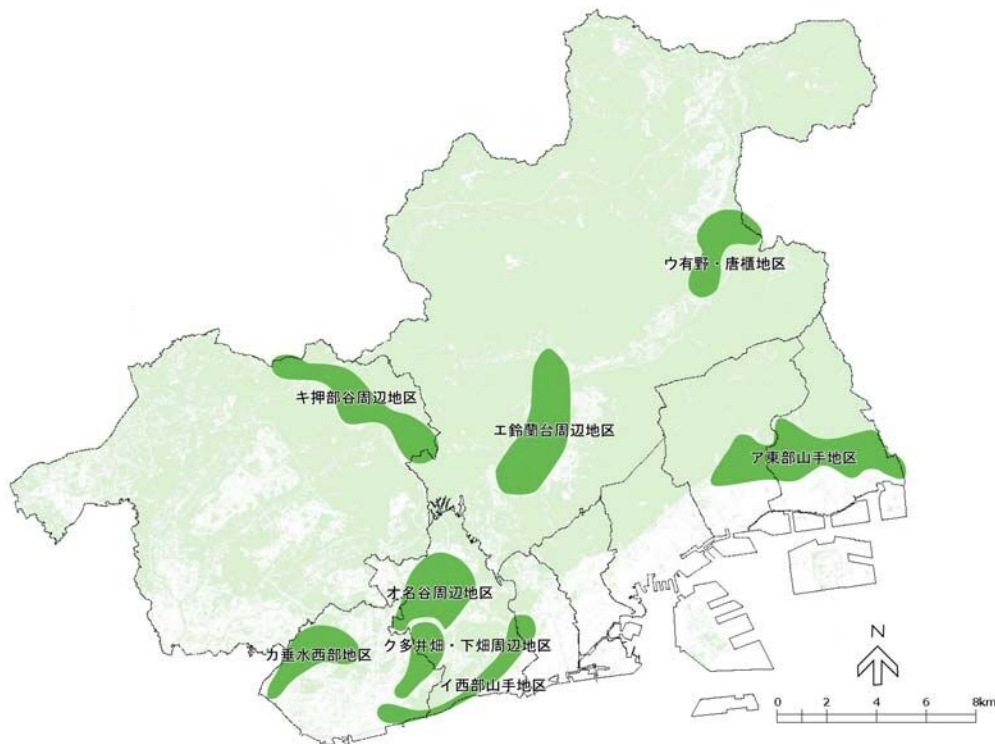 ウ有野・唐櫃地区
キ押部谷周辺地区
エ鈴蘭台周辺地区
ア東部山手地区
オ名谷周辺地区
ク多井畑・下畑周辺地区
カ垂水西部地区
イ西部山手地区
N
0 2 4 6 8km